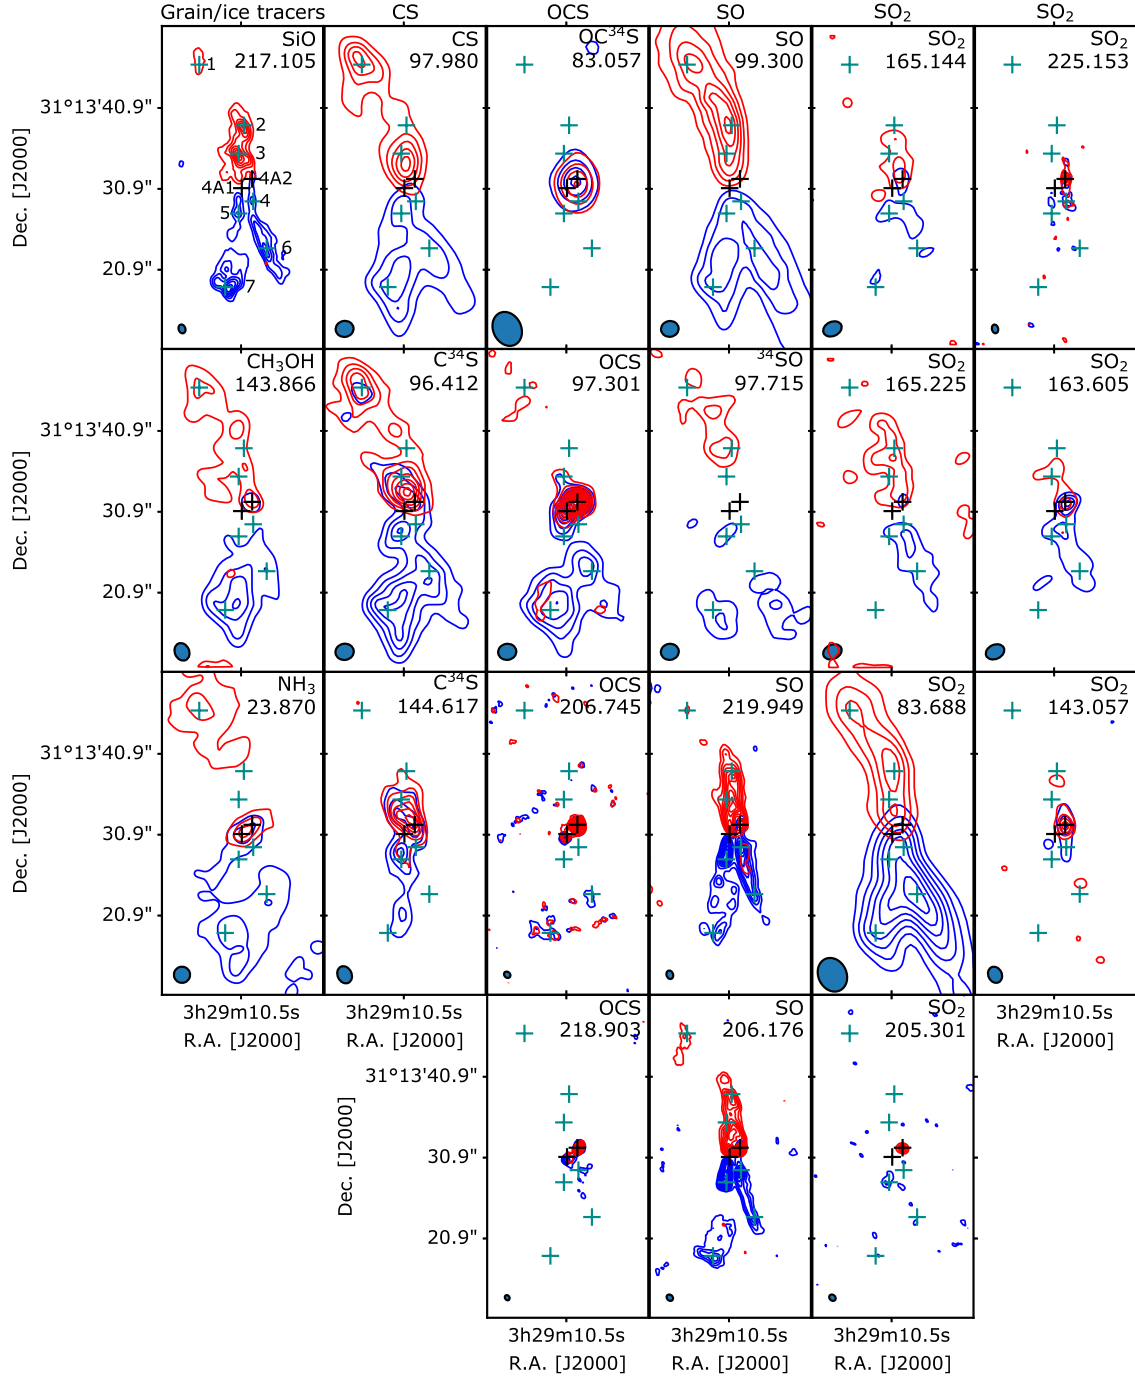 Grain/ice tracers CS OCS SO SO₂ SO₂
SiO CS OC³⁴S SO SO₂ SO₂
217.105 97.980 83.057 99.300 165.144 225.153
1
31°13'40.9"
2
3
4A2
30.9"
4A1
4
5
6
20.9"
7
Dec. [J2000]
CH₃OH C³⁴S OCS ³⁴SO SO₂ SO₂
143.866 96.412 97.301 97.715 165.225 163.605
31°13'40.9"
30.9"
20.9"
Dec. [J2000]
NH₃ C³⁴S OCS SO SO₂ SO₂
23.870 144.617 206.745 219.949 83.688 143.057
31°13'40.9"
30.9"
20.9"
Dec. [J2000]
3h29m10.5s 3h29m10.5s 3h29m10.5s
R.A. [J2000] R.A. [J2000] R.A. [J2000]
OCS SO SO₂
218.903 206.176 205.301
31°13'40.9"
30.9"
20.9"
Dec. [J2000]
3h29m10.5s 3h29m10.5s 3h29m10.5s
R.A. [J2000] R.A. [J2000] R.A. [J2000]